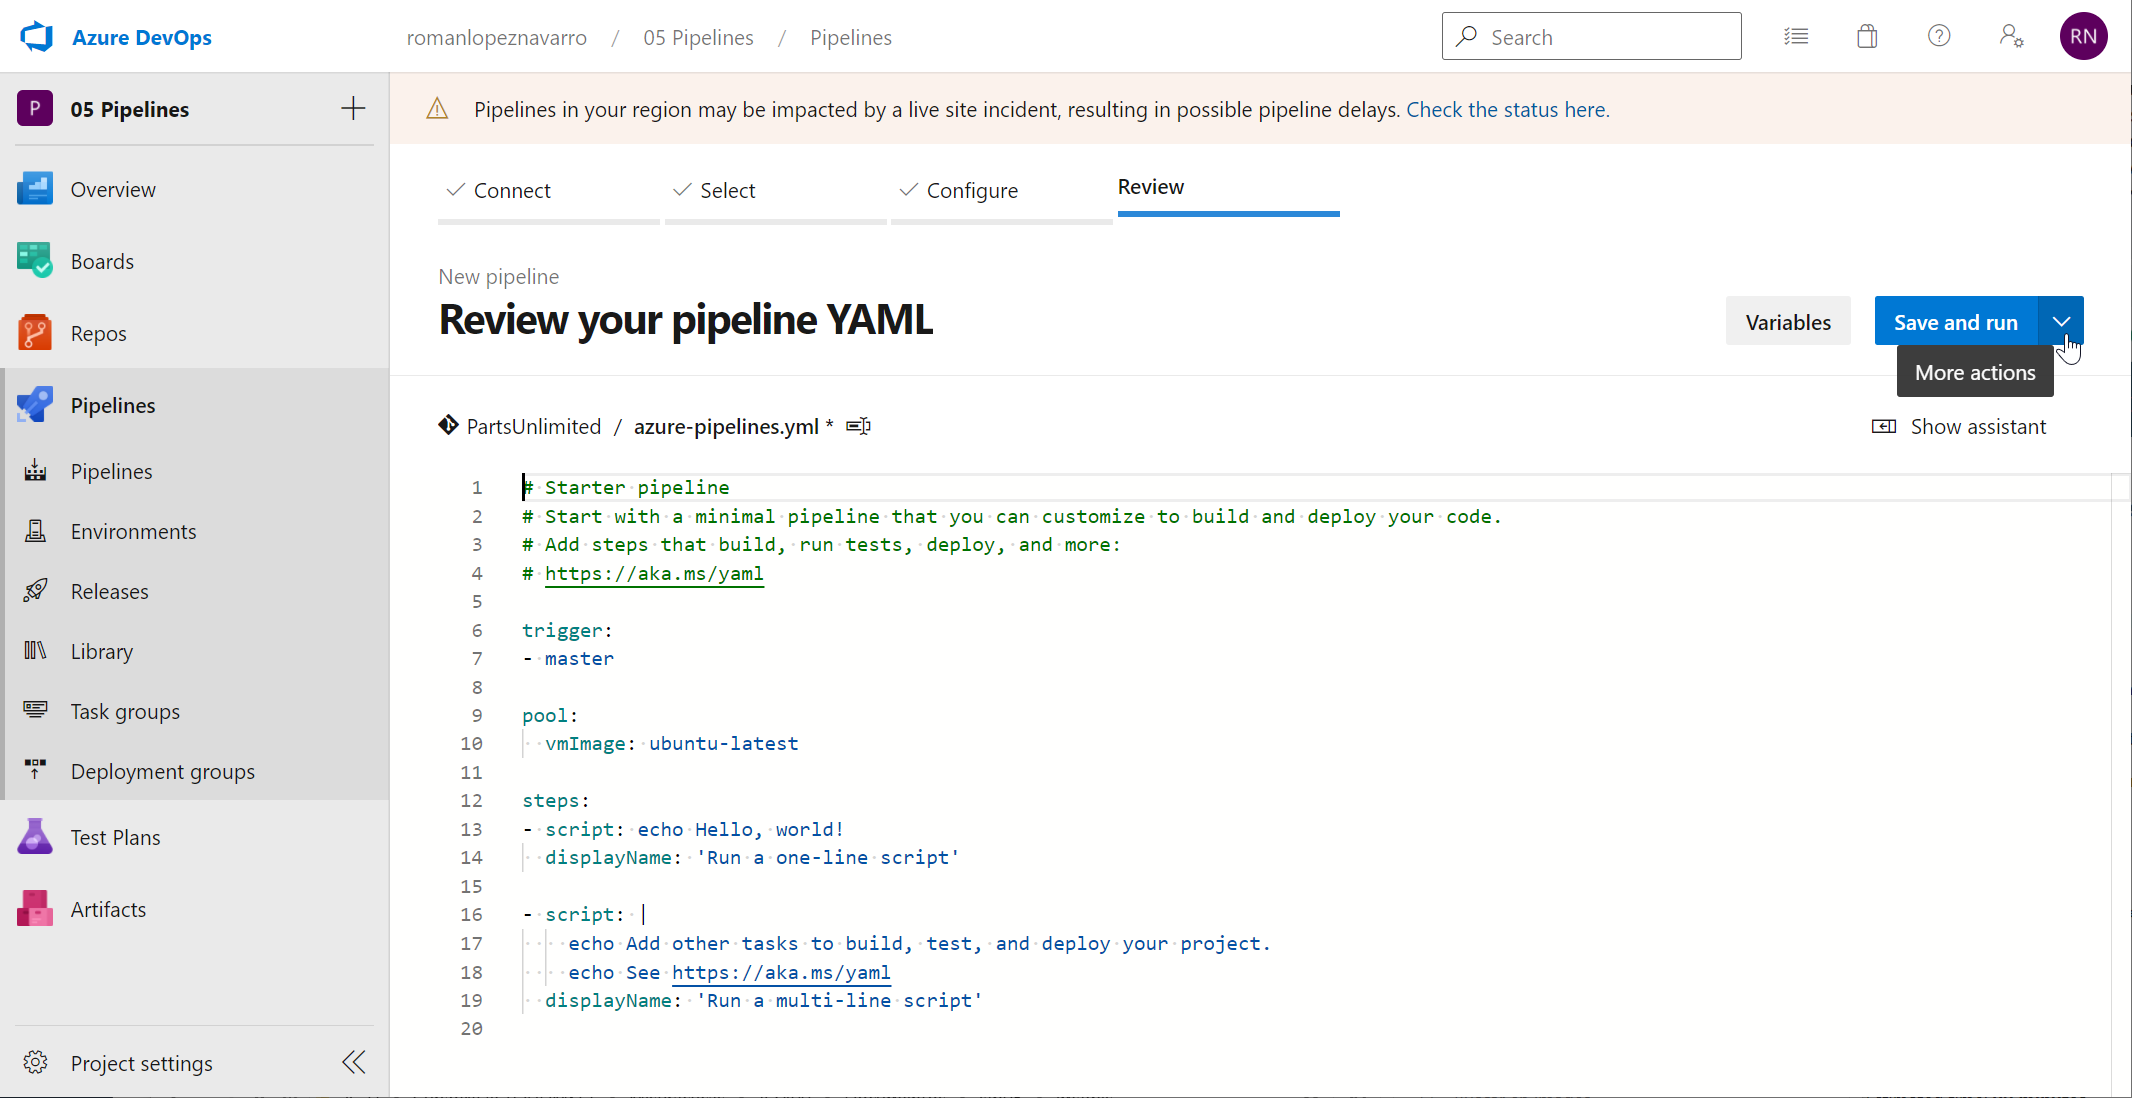 Azure DevOps
romanlopeznavarro / 05 Pipelines / Pipelines
Search
RN
P 05 Pipelines
Pipelines in your region may be impacted by a live site incident, resulting in possible pipeline delays. Check the status here.
Overview
Boards
Repos
Pipelines
Pipelines
Environments
Releases
Library
Task groups
Deployment groups
Test Plans
Artifacts
Project settings
Connect
Select
Configure
Review
New pipeline
Review your pipeline YAML
Variables
Save and run
More actions
PartsUnlimited / azure-pipelines.yml *
Show assistant
1 # Starter pipeline
2 # Start with a minimal pipeline that you can customize to build and deploy your code.
3 # Add steps that build, run tests, deploy, and more:
4 # https://aka.ms/yaml
5
6 trigger:
7 - master
8
9 pool:
10   vmImage: ubuntu-latest
11
12 steps:
13 - script: echo Hello, world!
14   displayName: 'Run a one-line script'
15
16 - script: |
17     echo Add other tasks to build, test, and deploy your project.
18     echo See https://aka.ms/yaml
19   displayName: 'Run a multi-line script'
20